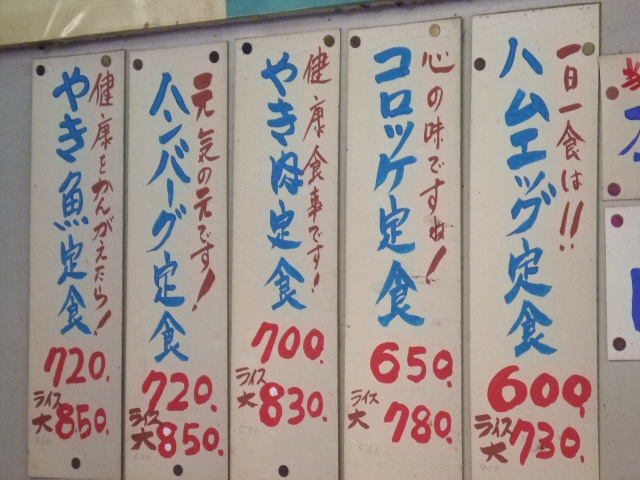 一日一食は!!
ハムエッグ定食
600.
ライス大 730.
心の味ですね!
コロッケ定食
650.
ライス大 780.
健康食事です!
やき肉定食
700.
ライス大 830.
元気の元です!
ハンバーグ定食
720.
ライス大 850.
健康をかんがえたら!
やき魚定食
720.
ライス大 850.